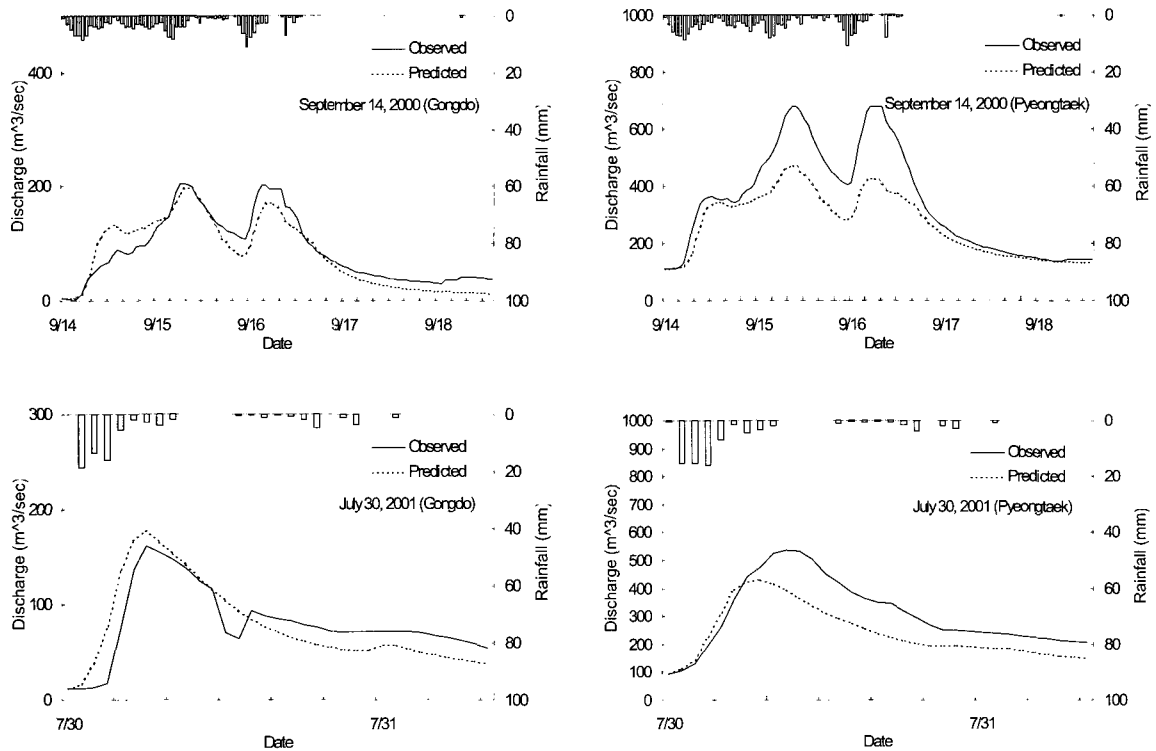 0
20
40
60
80
100
400
200
0
Discharge (m^3/sec)
Rainfall (mm)
Observed
Predicted
September 14, 2000 (Gongdo)
9/14
9/15
9/16
9/17
9/18
Date
1000
800
600
400
200
0
Discharge (m^3/sec)
0
20
40
60
80
100
Rainfall (mm)
Observed
Predicted
September 14, 2000 (Pyeongtaek)
9/14
9/15
9/16
9/17
9/18
Date
300
200
100
0
Discharge (m^3/sec)
0
20
40
60
80
100
Rainfall (mm)
Observed
Predicted
July 30, 2001 (Gongdo)
7/30
7/31
Date
1000
900
800
700
600
500
400
300
200
100
0
Discharge (m^3/sec)
0
20
40
60
80
100
Rainfall (mm)
Observed
Predicted
July 30, 2001 (Pyeongtaek)
7/30
7/31
Date